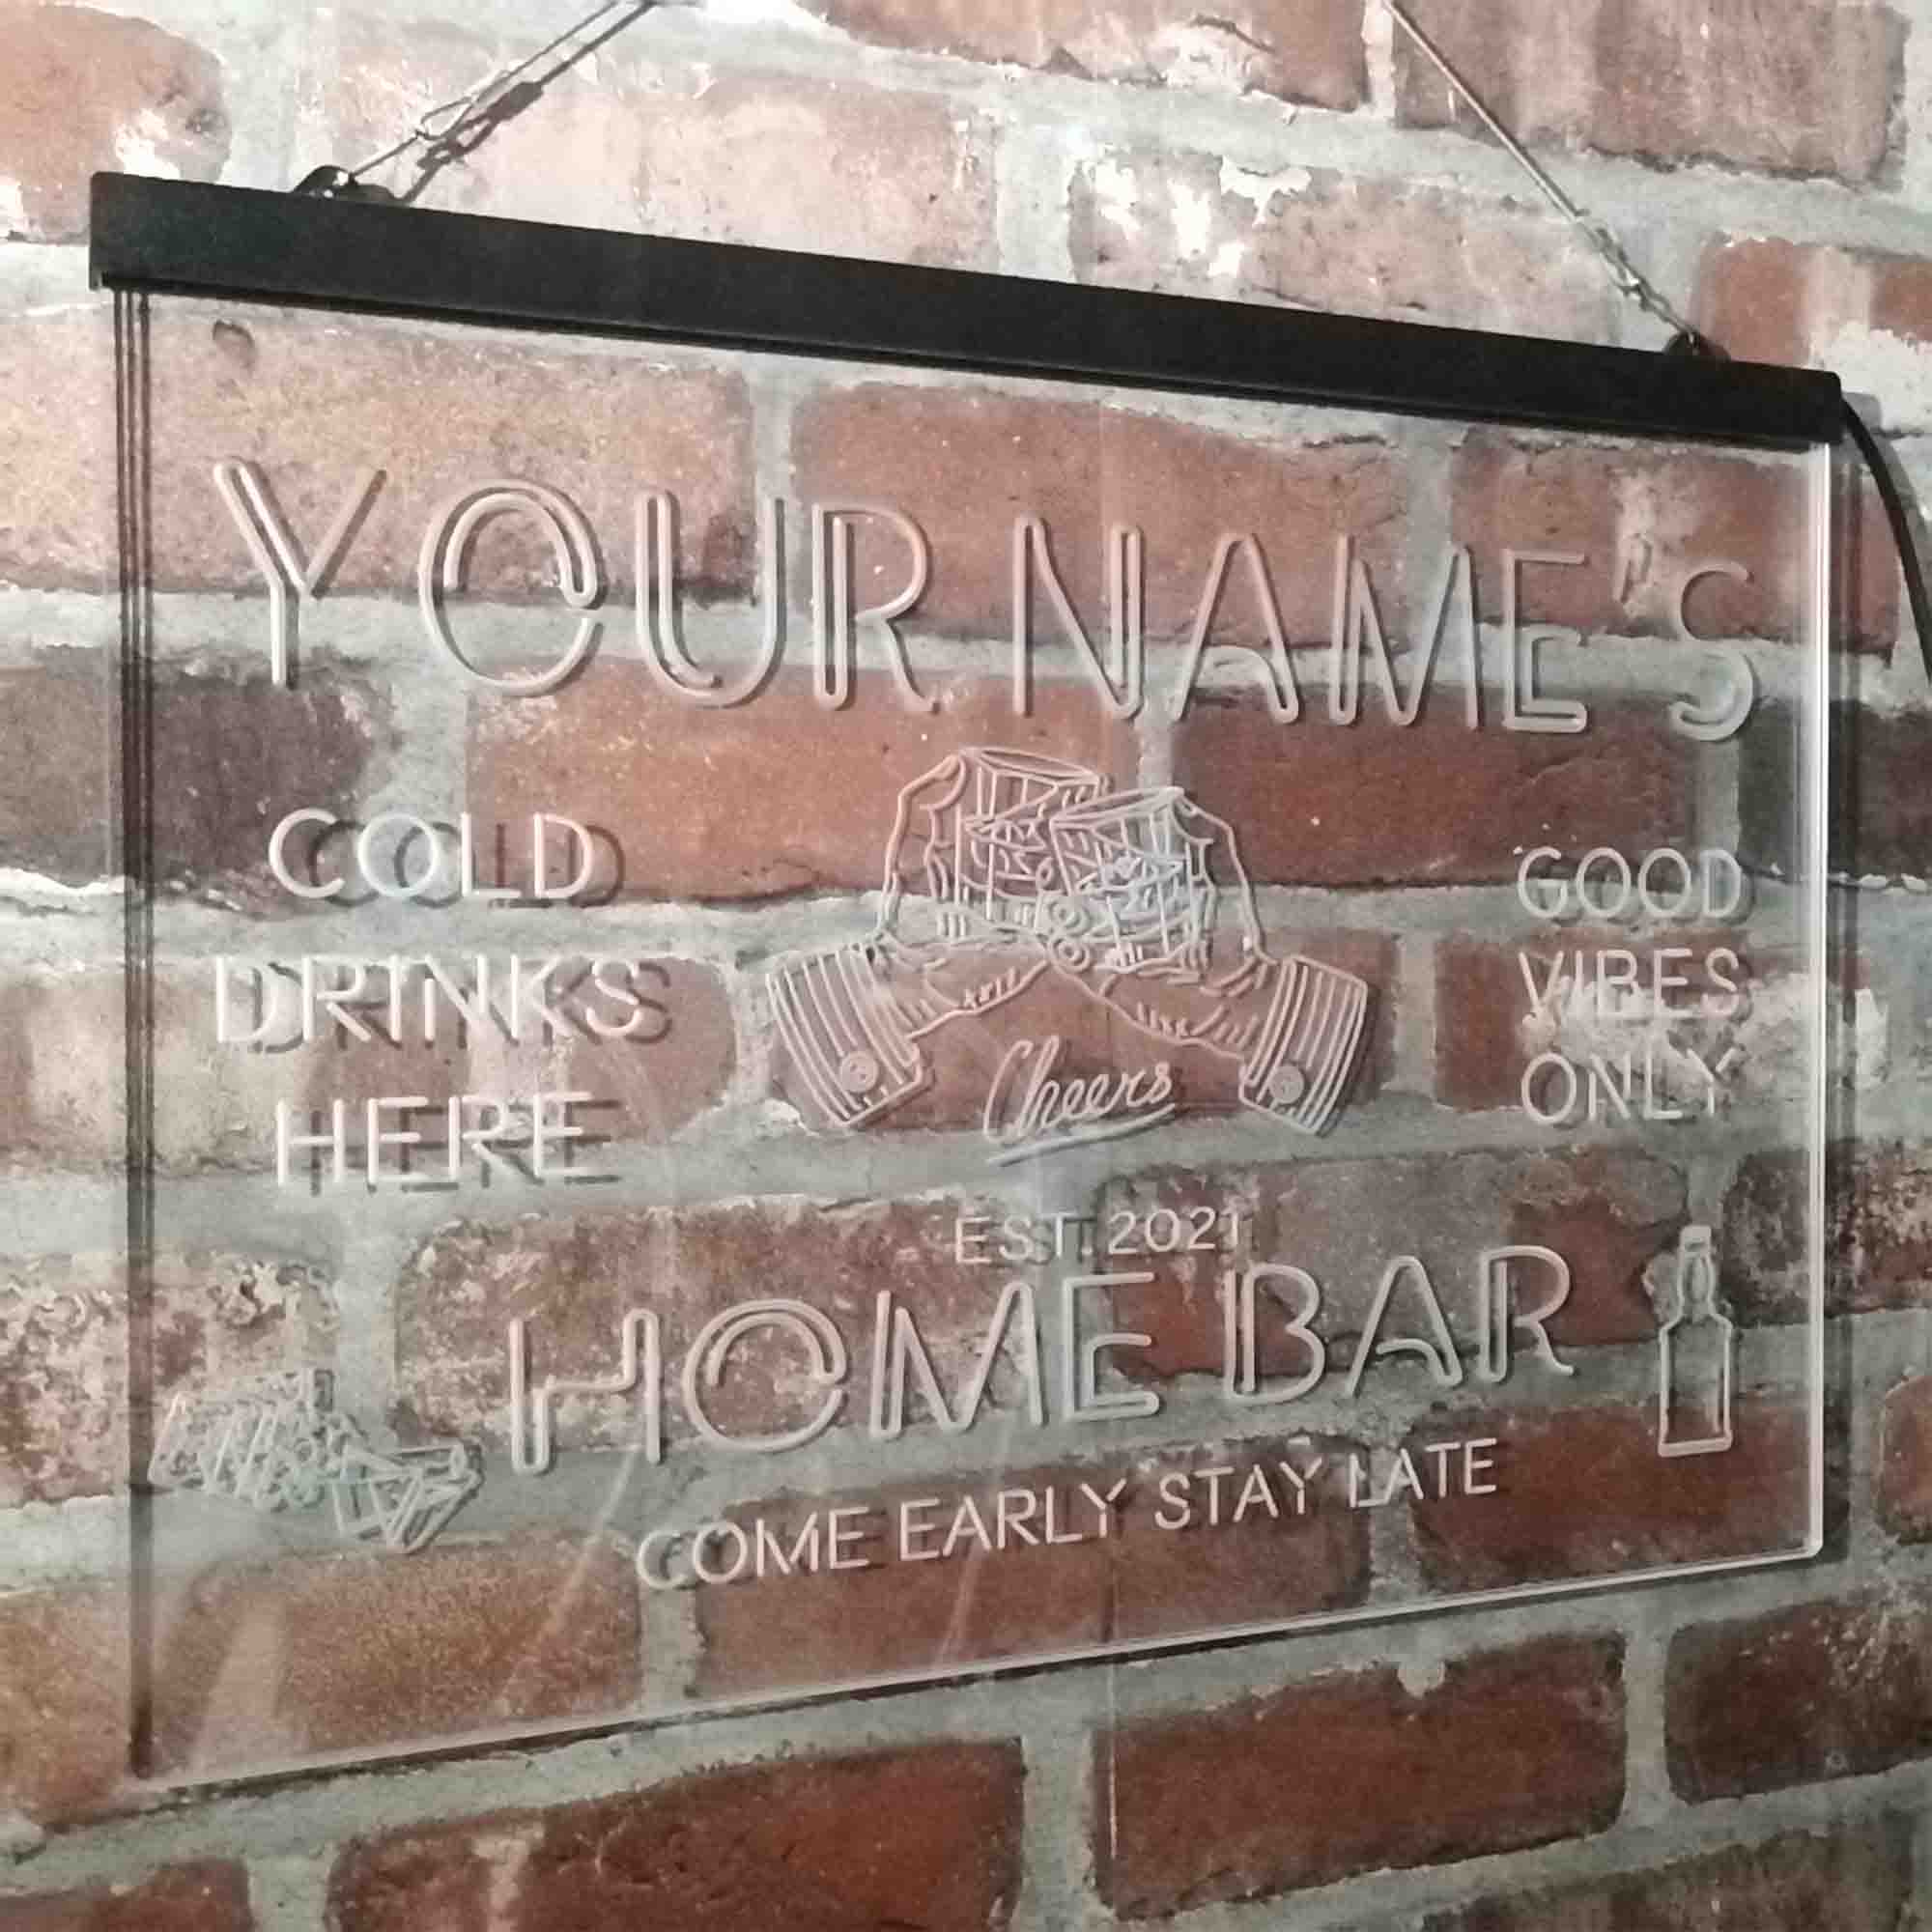 YOUR NAME'S
COLD
DRINKS
HERE
Cheers
GOOD
VIBES
ONLY
EST. 2021
HOME BAR
COME EARLY STAY LATE